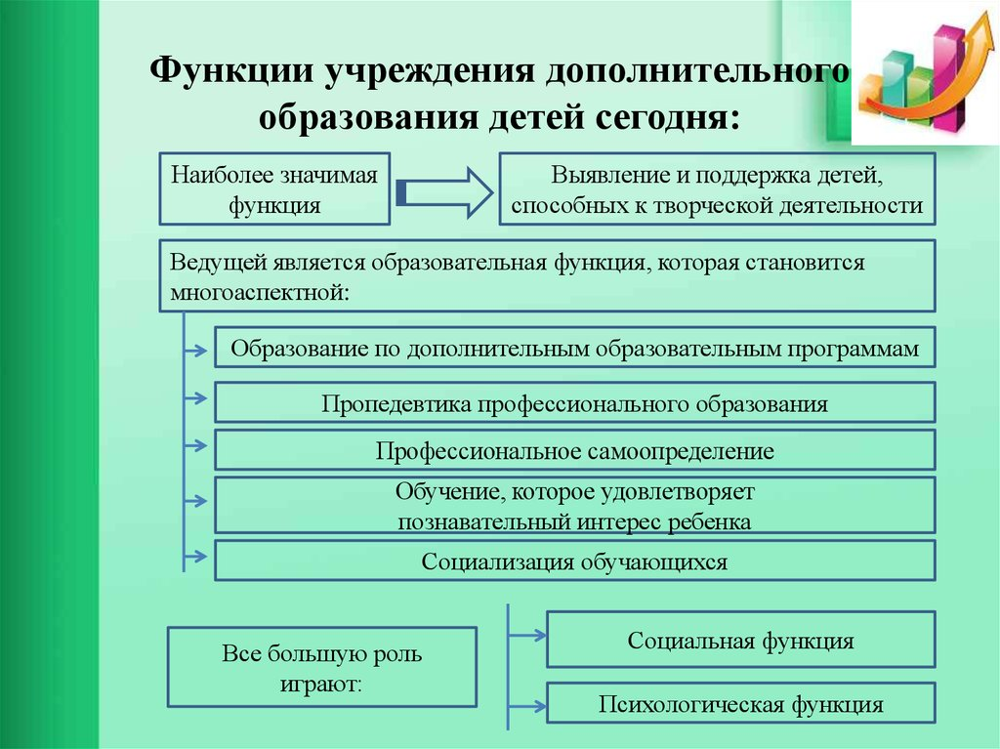 Функции учреждения дополнительного
образования детей сегодня:
Наиболее значимая
функция
Выявление и поддержка детей,
способных к творческой деятельности
Ведущей является образовательная функция, которая становится
многоаспектной:
Образование по дополнительным образовательным программам
Пропедевтика профессионального образования
Профессиональное самоопределение
Обучение, которое удовлетворяет
познавательный интерес ребенка
Социализация обучающихся
Все большую роль
играют:
Социальная функция
Психологическая функция